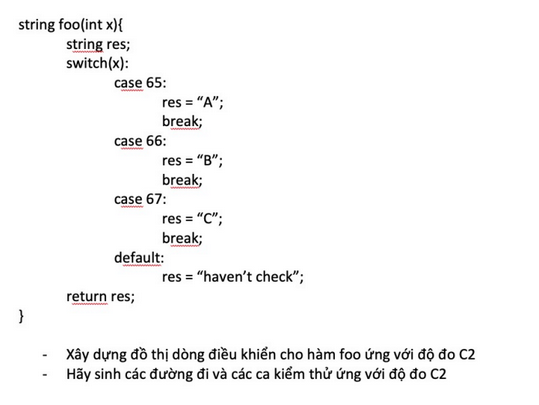 string foo(int x){
string res;
switch(x):
case 65:
res = “A”;
break;
case 66:
res = “B”;
break;
case 67:
res = “C”;
break;
default:
res = “haven’t check”;
return res;
}
- Xây dựng đồ thị dòng điều khiển cho hàm foo ứng với độ đo C2
- Hãy sinh các đường đi và các ca kiểm thử ứng với độ đo C2